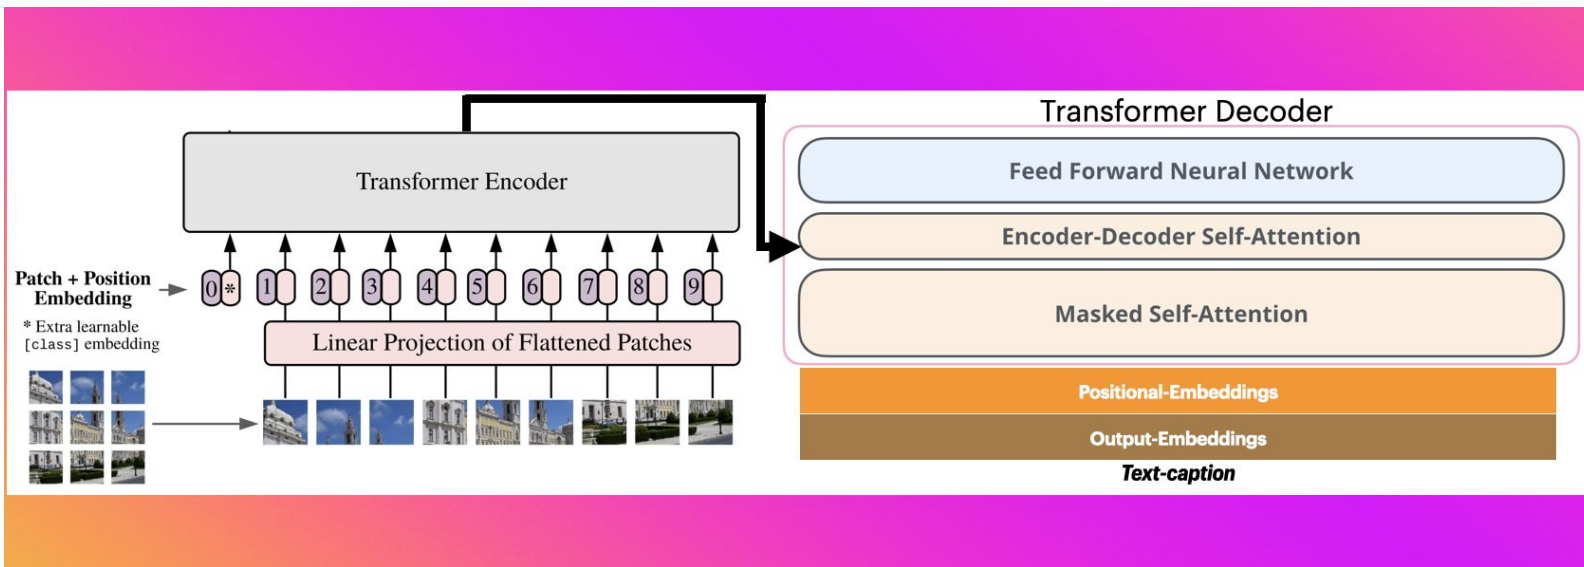 Transformer Decoder
Transformer Encoder
Feed Forward Neural Network
Encoder-Decoder Self-Attention
Masked Self-Attention
Patch + Position
Embedding
0 * 1 2 3 4 5 6 7 8 9
* Extra learnable
[class] embedding
Linear Projection of Flattened Patches
Positional-Embeddings
Output-Embeddings
Text-caption